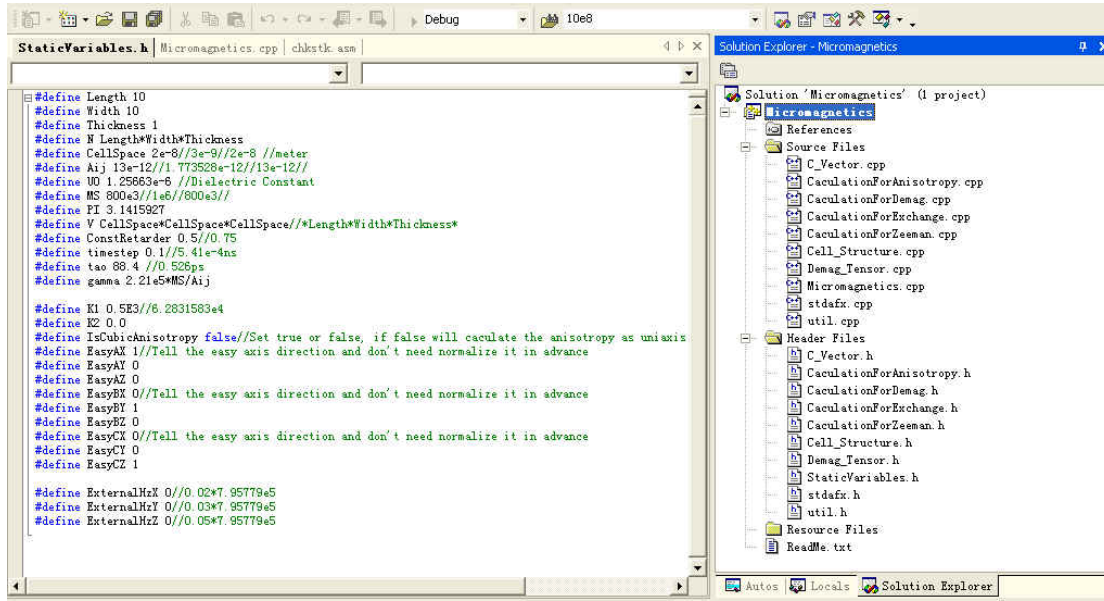 Debug
10e8
StaticVariables.h Micromagnetics.cpp chkstk.asm
#define Length 10
#define Width 10
#define Thickness 1
#define N Length*Width*Thickness
#define CellSpace 2e-8//3e-9//2e-8 //meter
#define Aij 13e-12//1.773528e-12//13e-12//
#define U0 1.25663e-6 //Dielectric Constant
#define MS 800e3//1e6//800e3//
#define PI 3.1415927
#define V CellSpace*CellSpace*CellSpace//*Length*Width*Thickness*
#define ConstRetarder 0.5//0.75
#define timestep 0.1//5.41e-4ns
#define tao 88.4 //0.526ps
#define gamma 2.21e5*MS/Aij
#define K1 0.5E3//6.2831583e4
#define K2 0.0
#define IsCubicAnisotropy false//Set true or false, if false will caculate the anisotropy as uniaxis
#define EasyAX 1//Tell the easy axis direction and don't need normalize it in advance
#define EasyAY 0
#define EasyAZ 0
#define EasyBX 0//Tell the easy axis direction and don't need normalize it in advance
#define EasyBY 1
#define EasyBZ 0
#define EasyCX 0//Tell the easy axis direction and don't need normalize it in advance
#define EasyCY 0
#define EasyCZ 1
#define ExternalHzX 0//0.02*7.95779e5
#define ExternalHzY 0//0.03*7.95779e5
#define ExternalHzZ 0//0.05*7.95779e5
Solution Explorer - Micromagnetics
Solution 'Micromagnetics' (1 project)
Micromagnetics
References
Source Files
C_Vector.cpp
CaculationForAnisotropy.cpp
CaculationForDemag.cpp
CaculationForExchange.cpp
CaculationForZeeman.cpp
Cell_Structure.cpp
Demag_Tensor.cpp
Micromagnetics.cpp
stdafx.cpp
util.cpp
Header Files
C_Vector.h
CaculationForAnisotropy.h
CaculationForDemag.h
CaculationForExchange.h
CaculationForZeeman.h
Cell_Structure.h
Demag_Tensor.h
StaticVariables.h
stdafx.h
util.h
Resource Files
ReadMe.txt
Autos Locals Solution Explorer